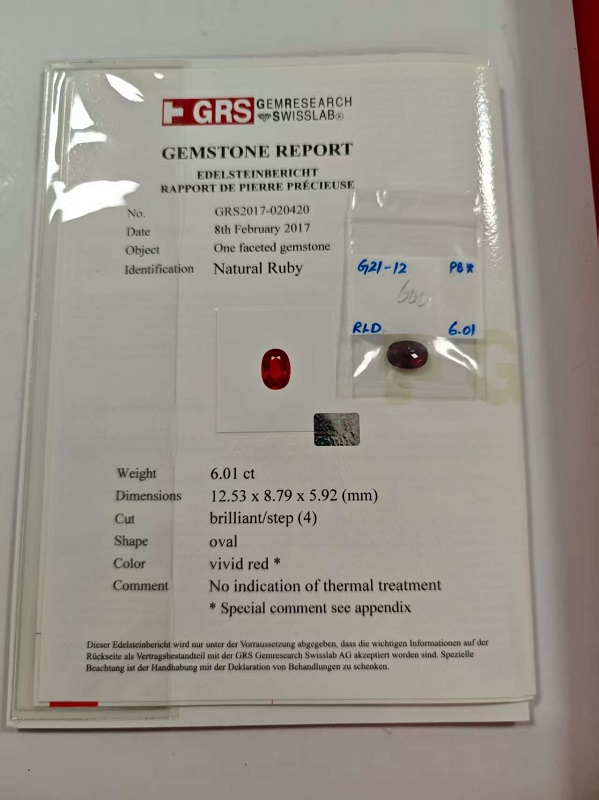 GRS GEMRESEARCH
SWISSLAB®
GEMSTONE REPORT
EDELSTEINBERICHT
RAPPORT DE PIERRE PRÉCIEUSE
No. GRS2017-020420
Date 8th February 2017
Object One faceted gemstone
Identification Natural Ruby
G21-12 PB*
600
RLD 6.01
Weight 6.01 ct
Dimensions 12.53 x 8.79 x 5.92 (mm)
Cut brilliant/step (4)
Shape oval
Color vivid red *
Comment No indication of thermal treatment
* Special comment see appendix
Dieser Edelsteinbericht wird nur unter der Vorraussetzung abgegeben, dass die wichtigen Informationen auf der
Rückseite als Vertragsbestandteil mit der GRS Gemresearch Swisslab AG akzeptiert worden sind. Spezielle
Beachtung ist der Handhabung mit der Deklaration von Behandlungen zu schenken.